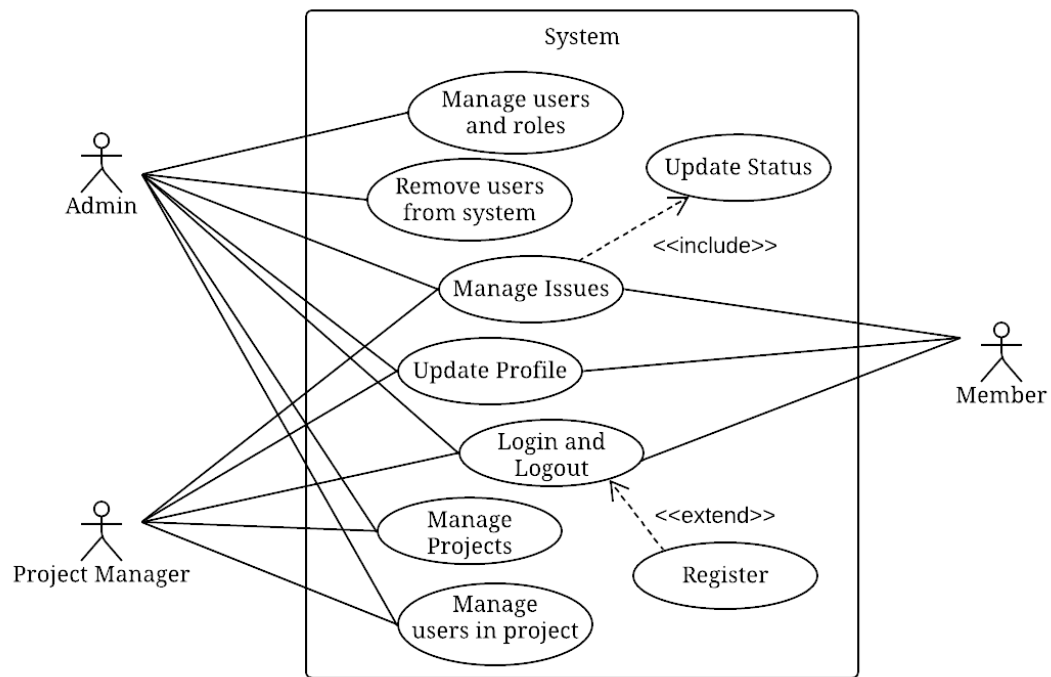 System
Manage users
and roles
Update Status
Admin
Remove users
from system
<<include>>
Manage Issues
Update Profile
Member
Login and
Logout
<<extend>>
Manage
Projects
Project Manager
Register
Manage
users in project